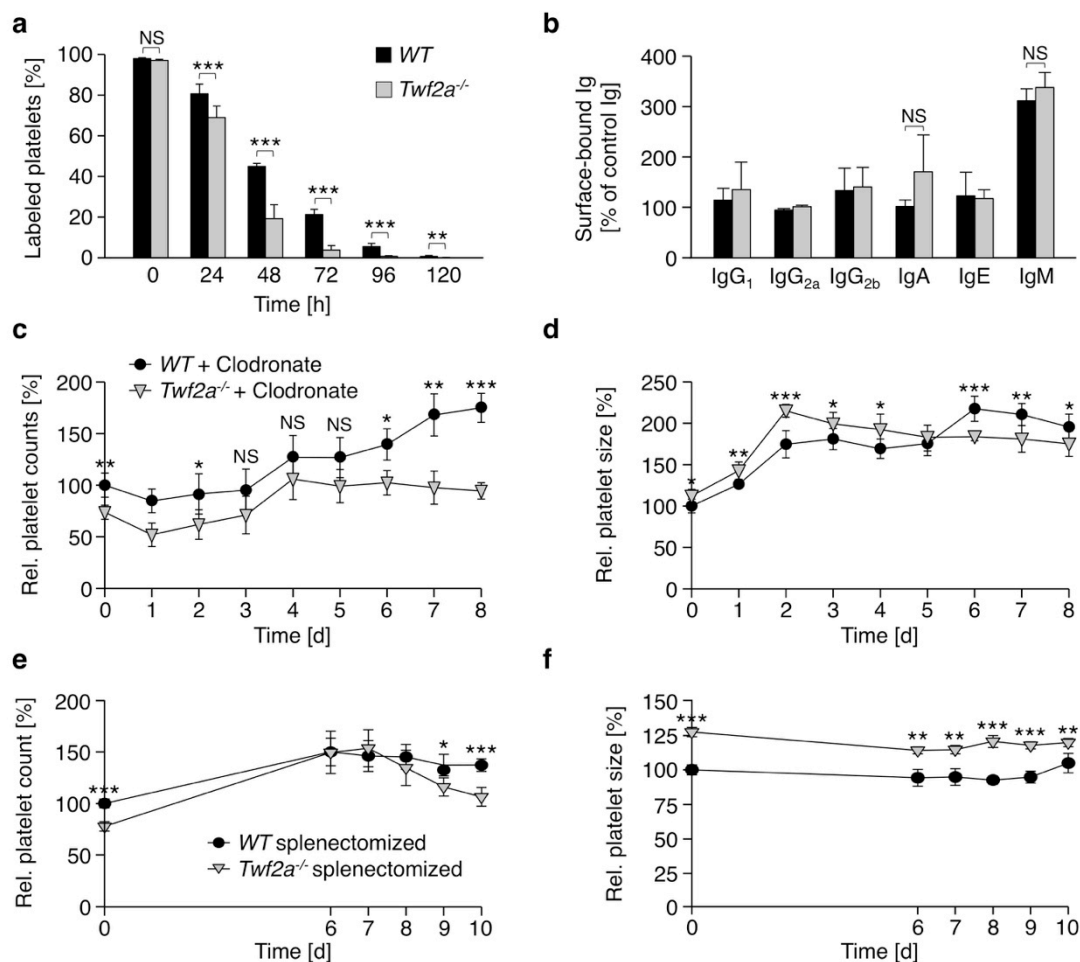 a
NS
***
***
***
***
**
WT
Twf2a-/-
Labeled platelets [%]
100
80
60
40
20
0
0 24 48 72 96 120
Time [h]
b
NS
NS
Surface-bound Ig
[% of control Ig]
400
300
200
100
0
IgG1 IgG2a IgG2b IgA IgE IgM
c
WT + Clodronate
Twf2a-/- + Clodronate
Rel. platelet counts [%]
200
150
100
50
0
** * NS NS NS * ** ***
0 1 2 3 4 5 6 7 8
Time [d]
d
Rel. platelet size [%]
250
200
150
100
50
0
* ** *** * * *** ** *
0 1 2 3 4 5 6 7 8
Time [d]
e
Rel. platelet count [%]
200
150
100
50
0
*** * ***
WT splenectomized
Twf2a-/- splenectomized
0 6 7 8 9 10
Time [d]
f
Rel. platelet size [%]
150
125
100
75
50
25
0
*** ** ** *** *** **
0 6 7 8 9 10
Time [d]